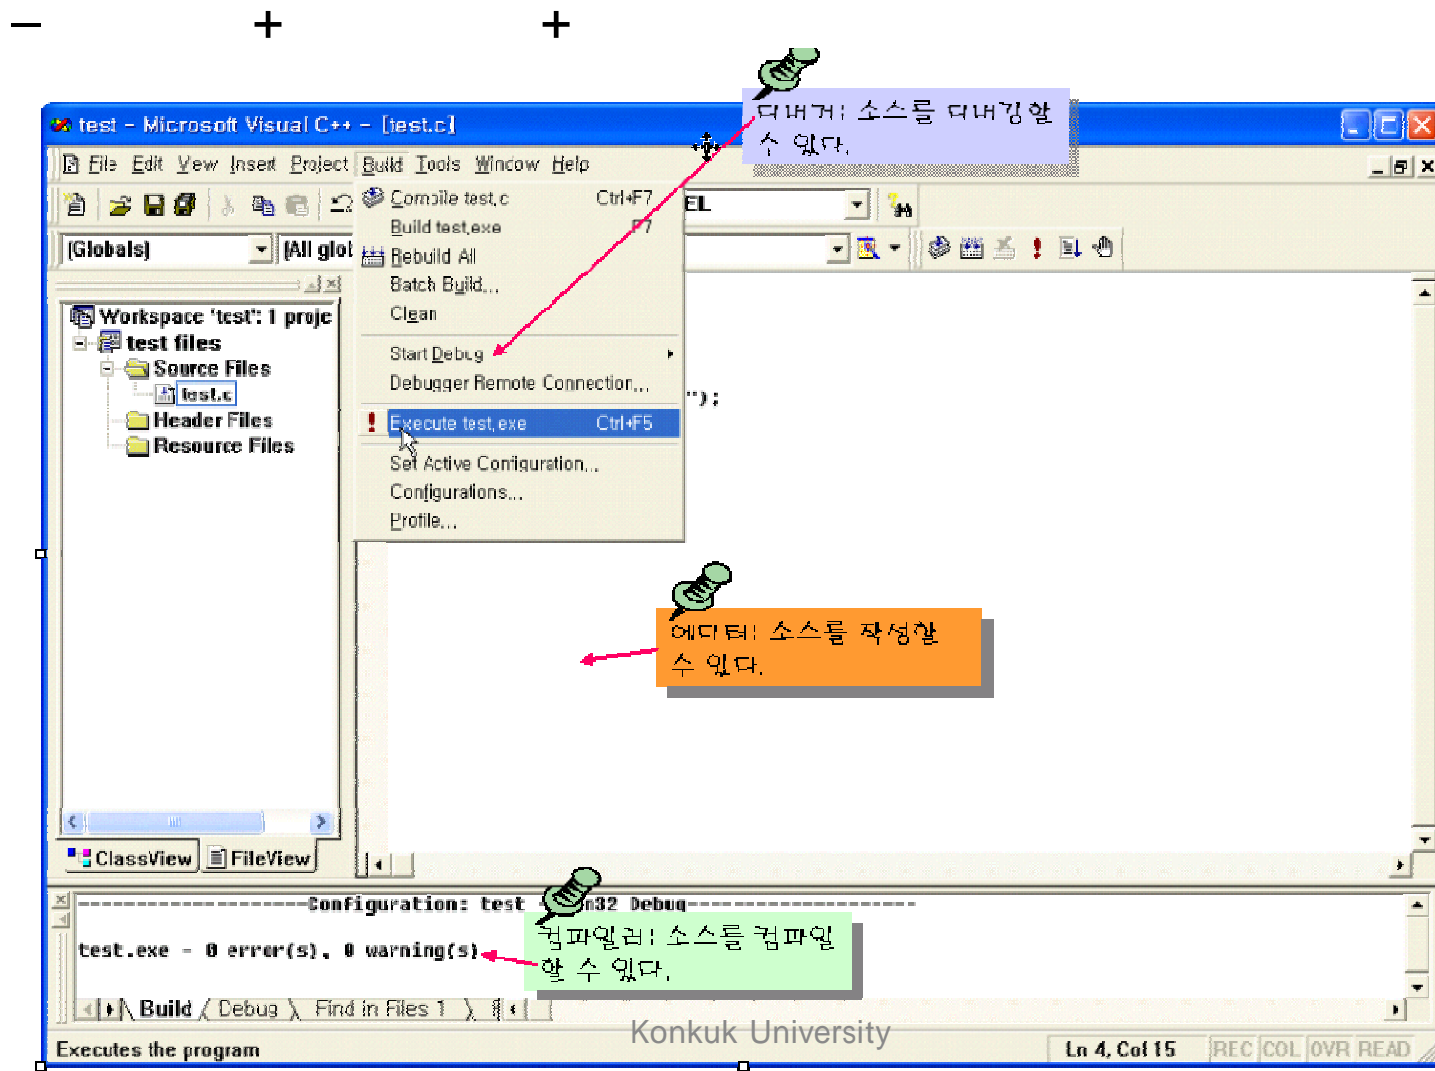 − + +
디버거: 소스를 디버깅할
수 있다.
test - Microsoft Visual C++ - [test.c]
File Edit View Insert Project Build Tools Window Help
Compile test.c Ctrl+F7
EL
Build test.exe F7
(Globals) (All glot
Rebuild All
Batch Build...
Clean
Workspace 'test': 1 proje
test files
Start Debug
Source Files
Debugger Remote Connection...
test.c
");
Header Files
Execute test.exe Ctrl+F5
Resource Files
Set Active Configuration...
Configurations...
Profile...
에디터: 소스를 작성할
수 있다.
ClassView FileView
--------------------Configuration: test - n32 Debug--------------------
컴파일러: 소스를 컴파일
할 수 있다.
test.exe - 0 error(s), 0 warning(s)
Build Debug Find in Files 1
Konkuk University
Executes the program Ln 4, Col 15 REC COL OVR READ